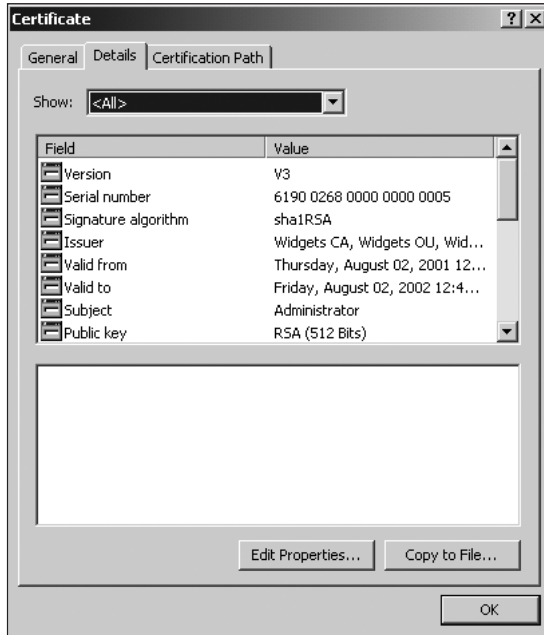 Certificate
General Details Certification Path
Show: <All>
Field Value
Version V3
Serial number 6190 0268 0000 0000 0005
Signature algorithm sha1RSA
Issuer Widgets CA, Widgets OU, Wid...
Valid from Thursday, August 02, 2001 12...
Valid to Friday, August 02, 2002 12:4...
Subject Administrator
Public key RSA (512 Bits)
Edit Properties... Copy to File...
OK